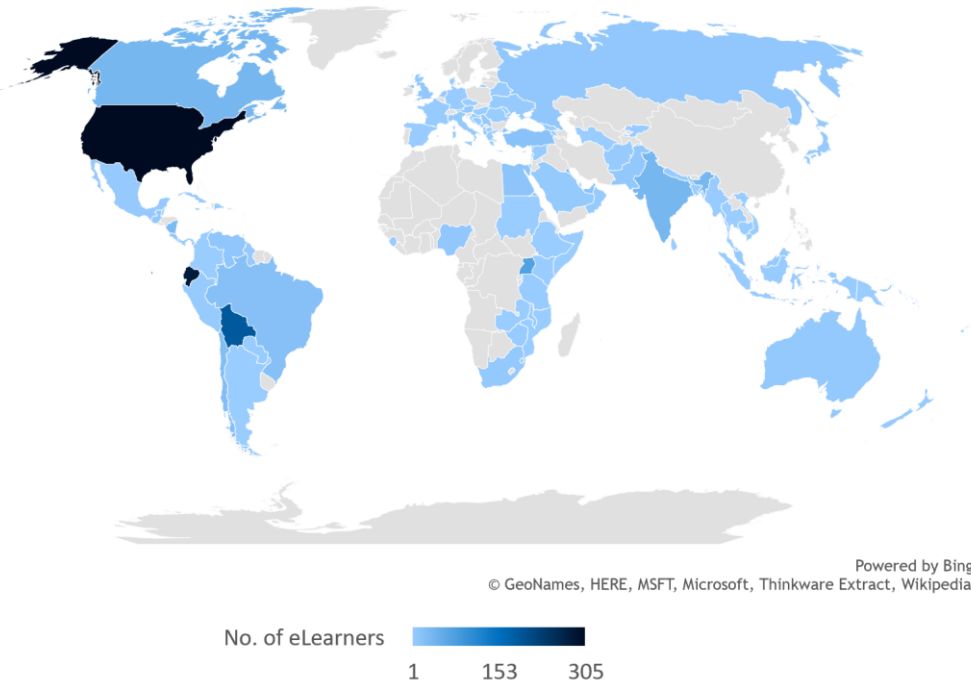 Powered by Bing
© GeoNames, HERE, MSFT, Microsoft, Thinkware Extract, Wikipedia
No. of eLearners
1 153 305